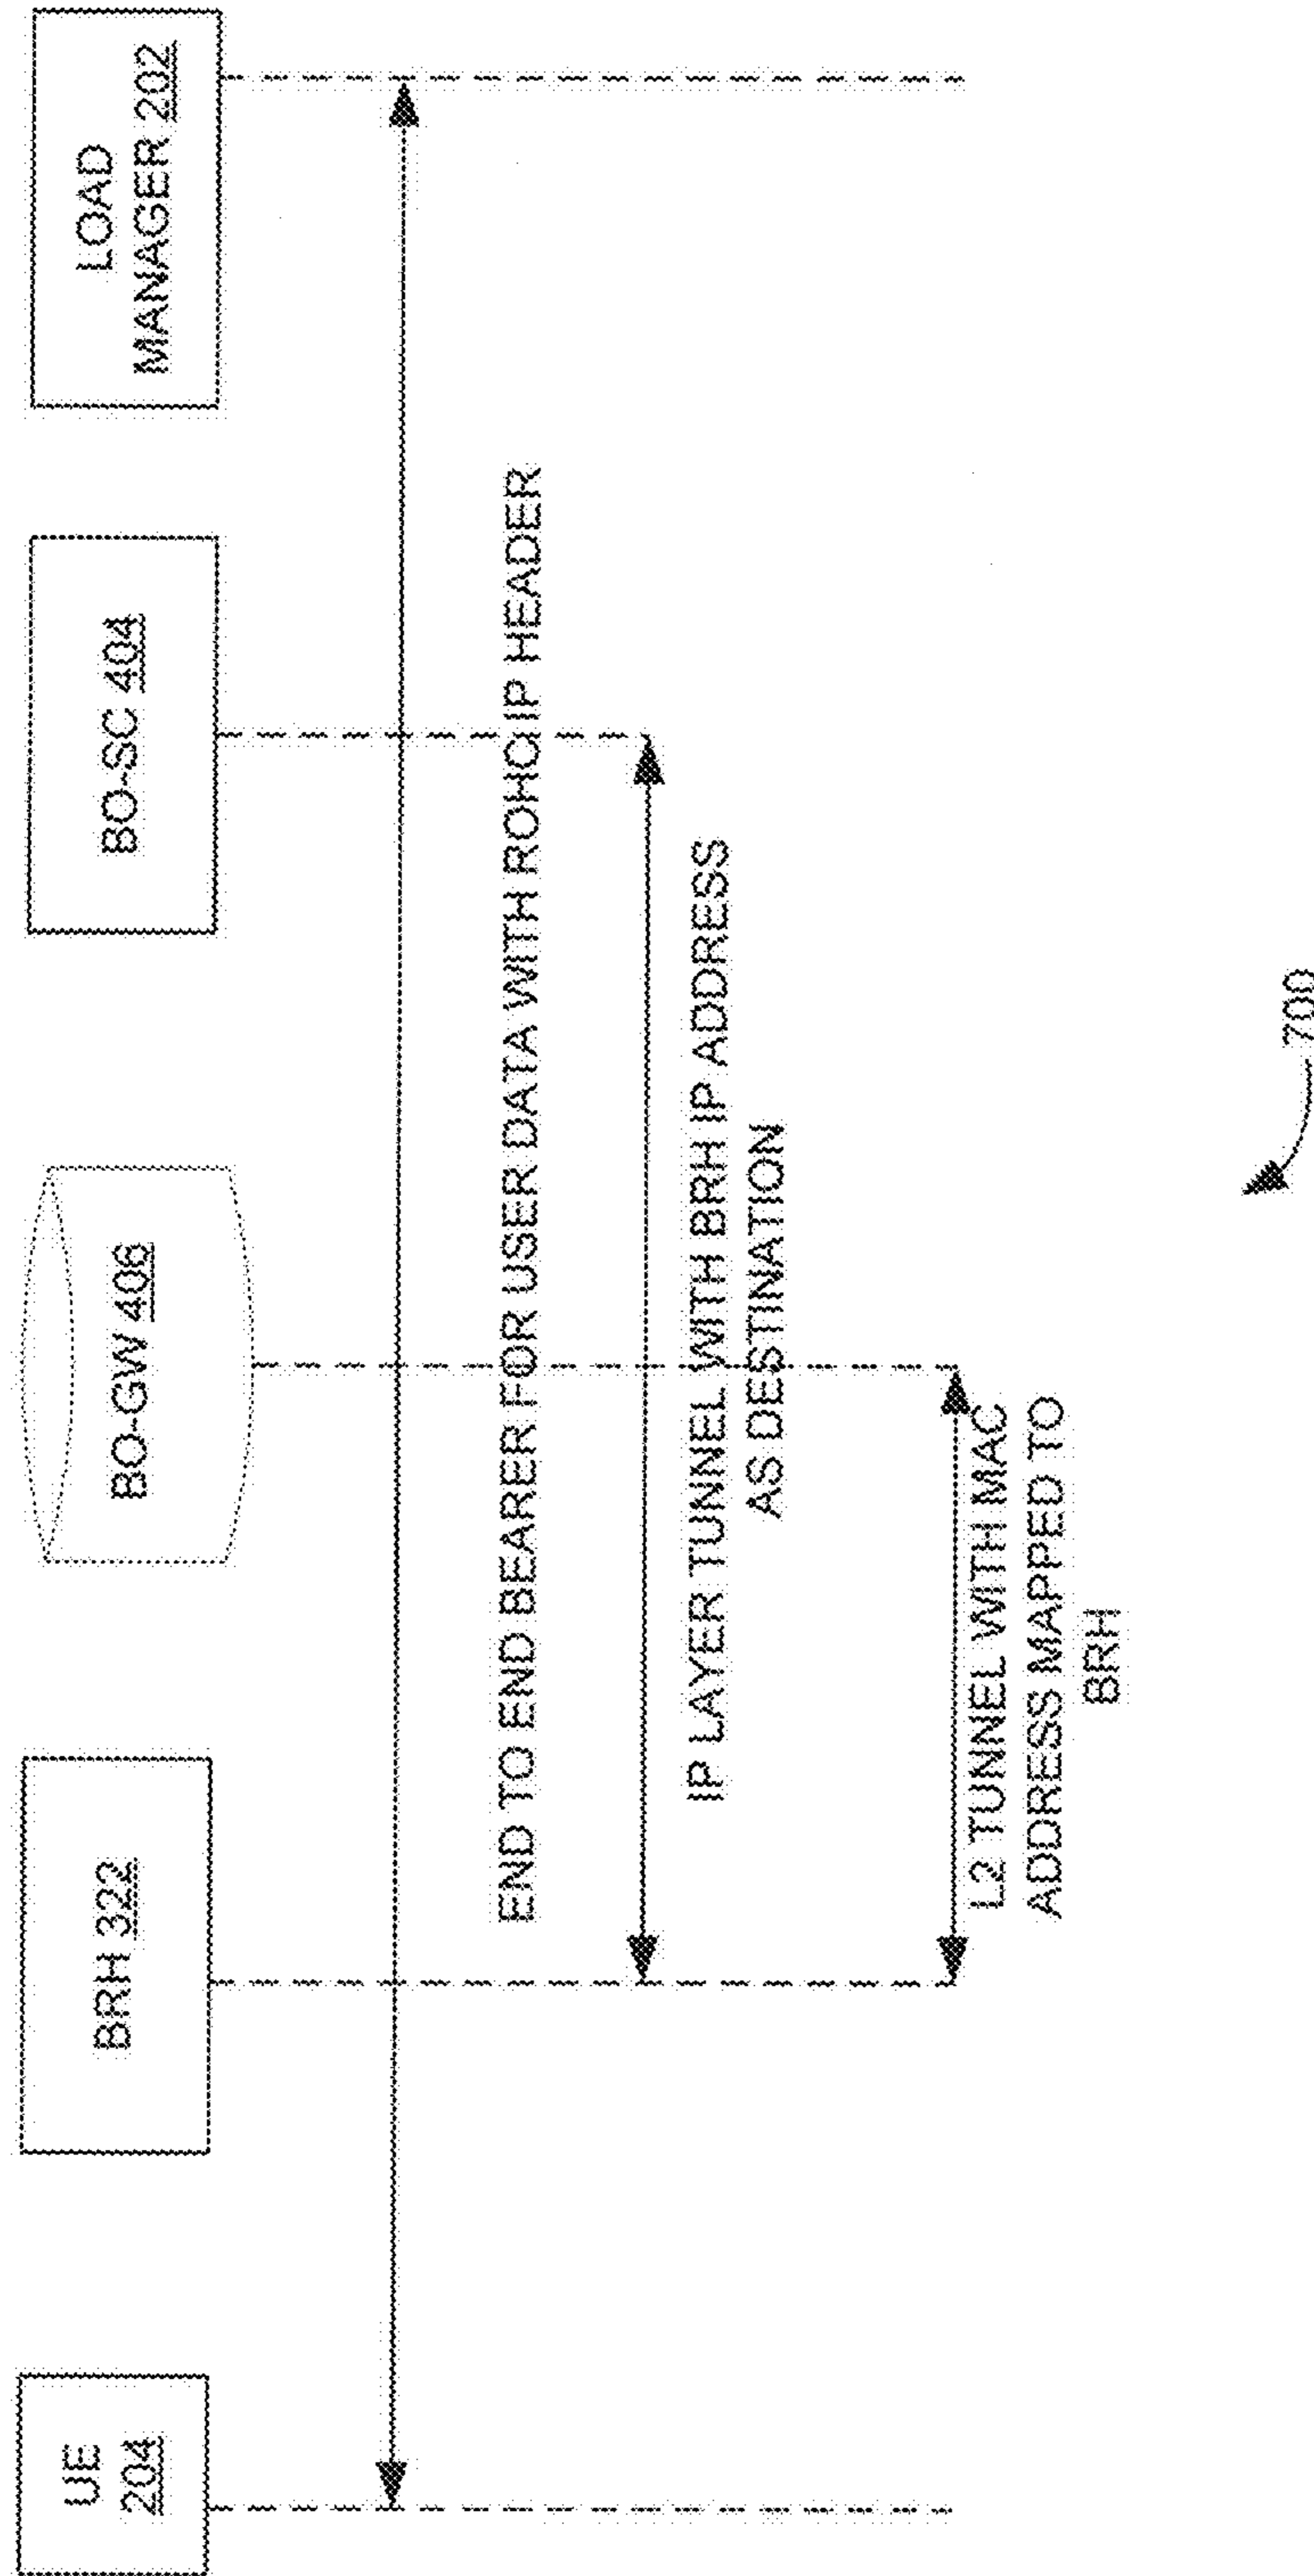 UE
204
BRH 322
BO-GW 406
BO-SC 404
LOAD
MANAGER 202
END TO END BEARER FOR USER DATA WITH ROHC IP HEADER
IP LAYER TUNNEL WITH BRH IP ADDRESS
AS DESTINATION
L2 TUNNEL WITH MAC
ADDRESS MAPPED TO
BRH
700